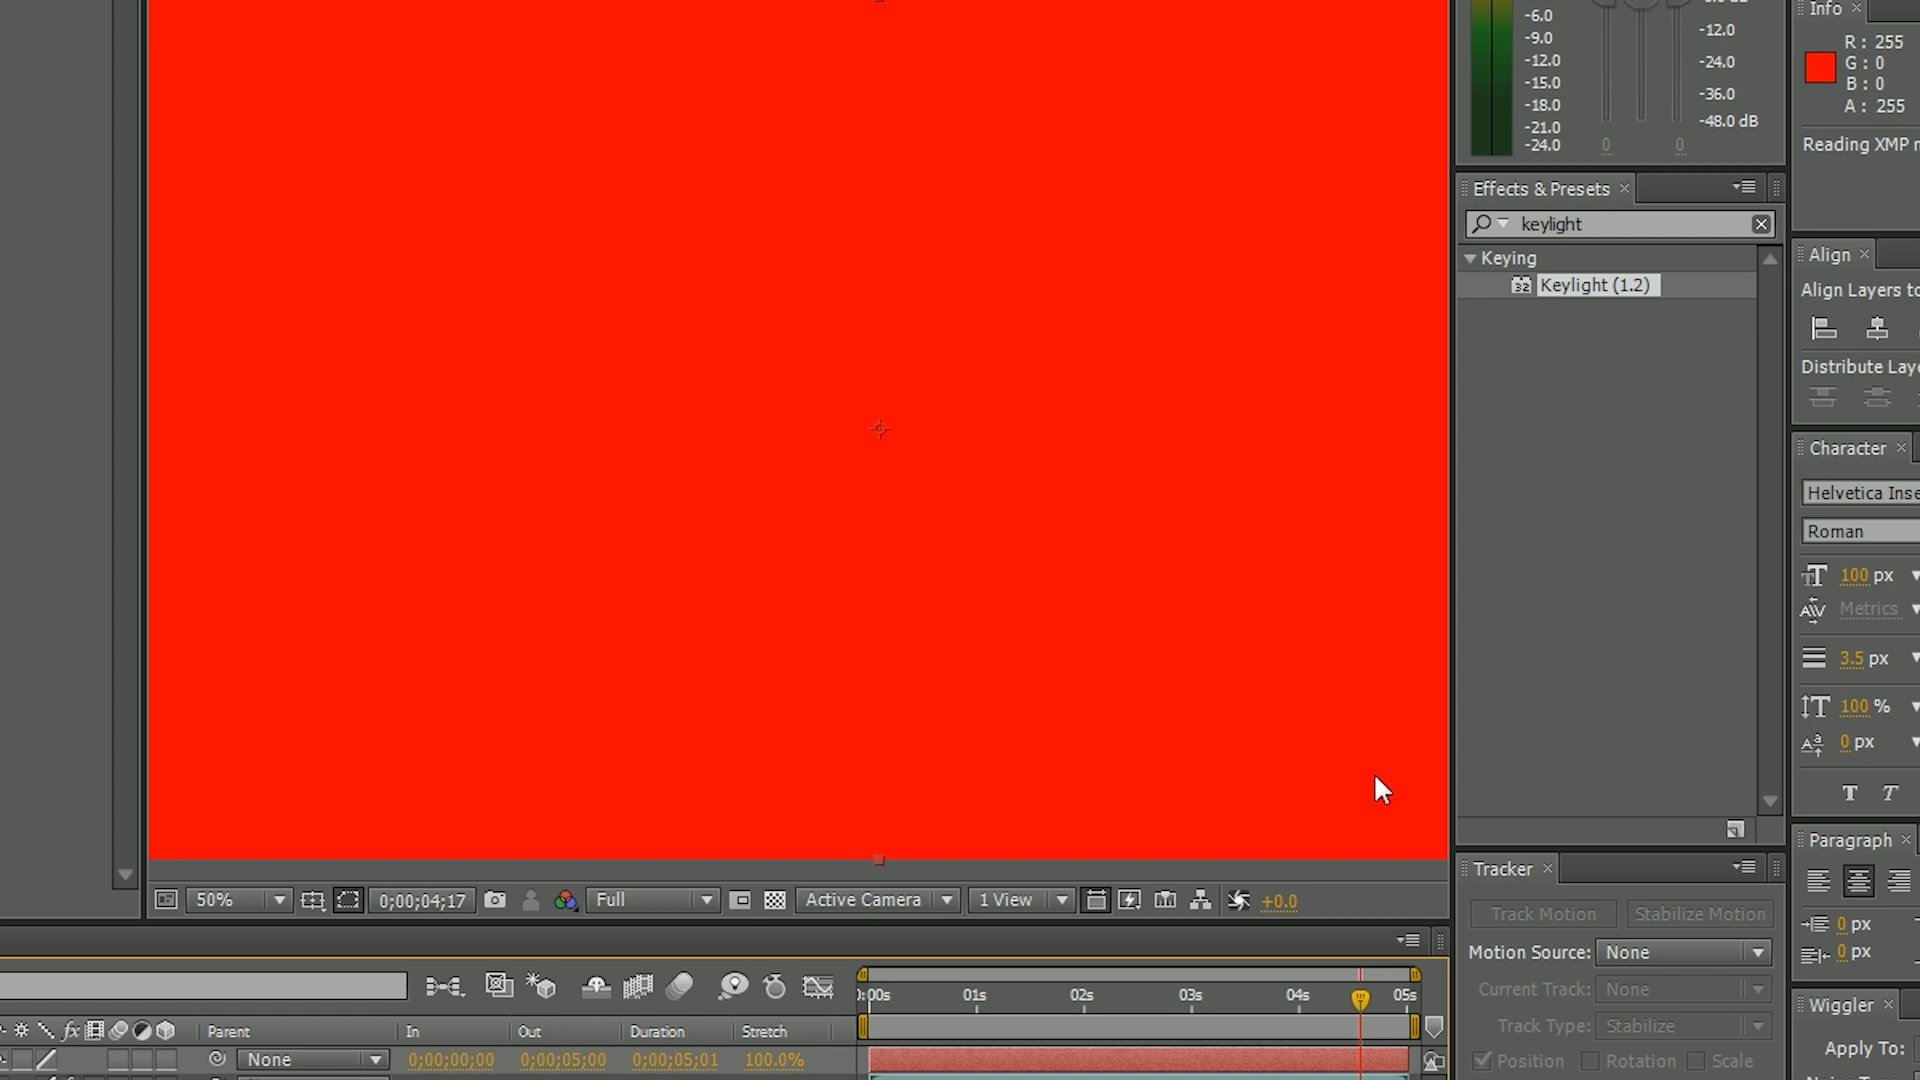 -6.0
-9.0
-12.0
-15.0
-18.0
-21.0
-24.0
-12.0
-24.0
-36.0
-48.0 dB
0
0
Info
R: 255
G: 0
B: 0
A: 255
Reading XMP
Effects & Presets
keylight
Keying
32 Keylight (1.2)
Align
Align Layers to
Distribute
Character
Helvetica
Roman
100 px
Metrics
3.5 px
100 %
0 px
T T
Paragraph
0 px
0 px
Tracker
Track Motion Stabilize Motion
Motion Source: None
Current Track: None
Track Type: Stabilize
Position Rotation Scale
Wiggler
Apply To:
50% 0;00;04;17 Full Active Camera 1 View +0.0
:00s 01s 02s 03s 04s 05s
fx Parent In Out Duration Stretch
None 0;00;00;00 0;00;05;00 0;00;05;01 100.0%